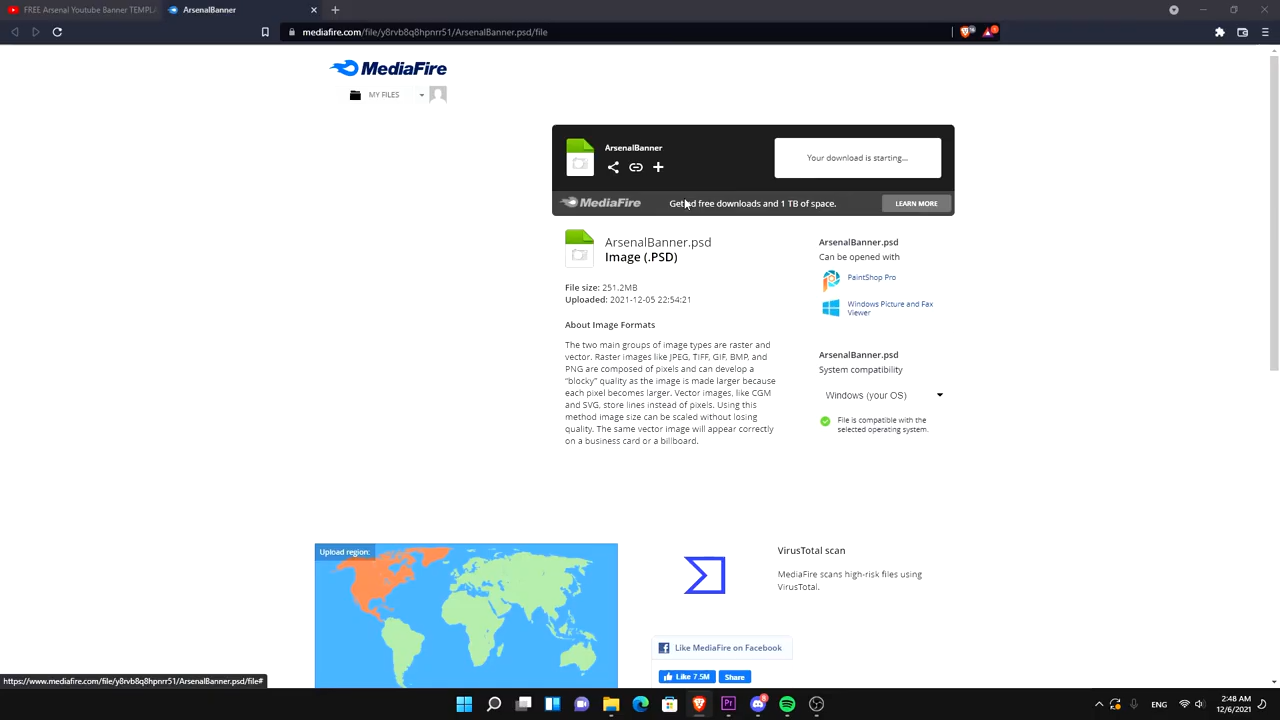 FREE Arsenal Youtube Banner TEMPL
ArsenalBanner
mediafire.com/file/y8rvb8q8hpnrr51/ArsenalBanner.psd/file
MediaFire
MY FILES
ArsenalBanner
Your download is starting...
MediaFire
Get ad free downloads and 1 TB of space.
LEARN MORE
ArsenalBanner.psd
Image (.PSD)
File size: 251.2MB
Uploaded: 2021-12-05 22:54:21
About Image Formats
The two main groups of image types are raster and
vector. Raster images like JPEG, TIFF, GIF, BMP, and
PNG are composed of pixels and can develop a
"blocky" quality as the image is made larger because
each pixel becomes larger. Vector images, like CGM
and SVG, store lines instead of pixels. Using this
method image size can be scaled without losing
quality. The same vector image will appear correctly
on a business card or a billboard.
ArsenalBanner.psd
Can be opened with
PaintShop Pro
Windows Picture and Fax
Viewer
ArsenalBanner.psd
System compatibility
Windows (your OS)
File is compatible with the
selected operating system.
Upload region:
VirusTotal scan
MediaFire scans high-risk files using
VirusTotal.
Like MediaFire on Facebook
Like 7.5M
Share
https://www.mediafire.com/file/y8rvb8q8hpnrr51/ArsenalBanner.psd/file#
ENG
2:48 AM
12/6/2021